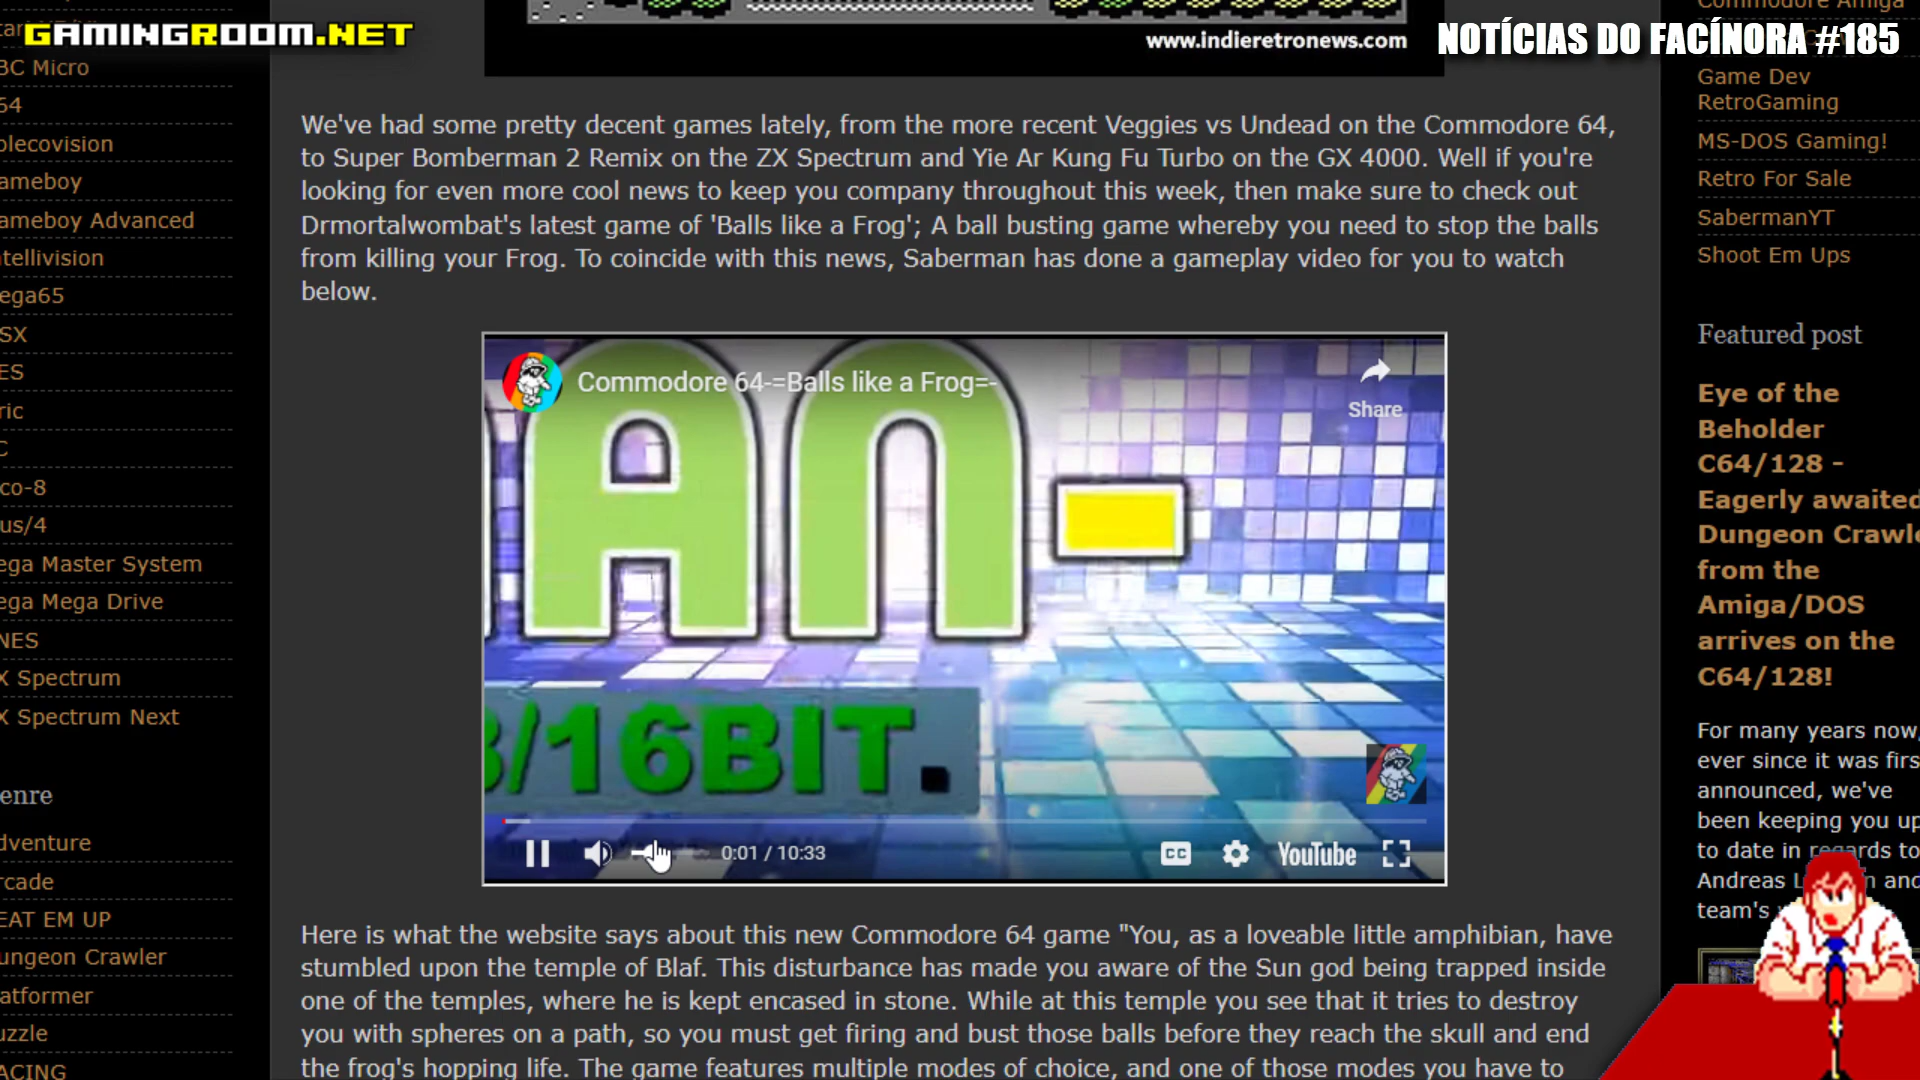 GAMINGROOM.NET
NOTÍCIAS DO FACÍNORA #185
www.indieretronews.com
BC Micro
64
olecovision
ameboy
ameboy Advanced
ntellivision
ega65
SX
ES
ric
C
ico-8
lus/4
ega Master System
ega Mega Drive
NES
X Spectrum
X Spectrum Next
enre
dventure
rcade
EAT EM UP
ungeon Crawler
latformer
uzzle
ACING
We've had some pretty decent games lately, from the more recent Veggies vs Undead on the Commodore 64,
to Super Bomberman 2 Remix on the ZX Spectrum and Yie Ar Kung Fu Turbo on the GX 4000. Well if you're
looking for even more cool news to keep you company throughout this week, then make sure to check out
Drmortalwombat's latest game of 'Balls like a Frog'; A ball busting game whereby you need to stop the balls
from killing your Frog. To coincide with this news, Saberman has done a gameplay video for you to watch
below.
Commodore 64-=Balls like a Frog=-
Share
AN-
/16BIT.
0:01 / 10:33
CC
YouTube
Here is what the website says about this new Commodore 64 game "You, as a loveable little amphibian, have
stumbled upon the temple of Blaf. This disturbance has made you aware of the Sun god being trapped inside
one of the temples, where he is kept encased in stone. While at this temple you see that it tries to destroy
you with spheres on a path, so you must get firing and bust those balls before they reach the skull and end
the frog's hopping life. The game features multiple modes of choice, and one of those modes you have to
Commodore Amiga
Game Dev
RetroGaming
MS-DOS Gaming!
Retro For Sale
SabermanYT
Shoot Em Ups
Featured post
Eye of the
Beholder
C64/128 -
Eagerly awaited
Dungeon Crawle
from the
Amiga/DOS
arrives on the
C64/128!
For many years now,
ever since it was firs
announced, we've
been keeping you up
to date in regards to
Andreas and
team's